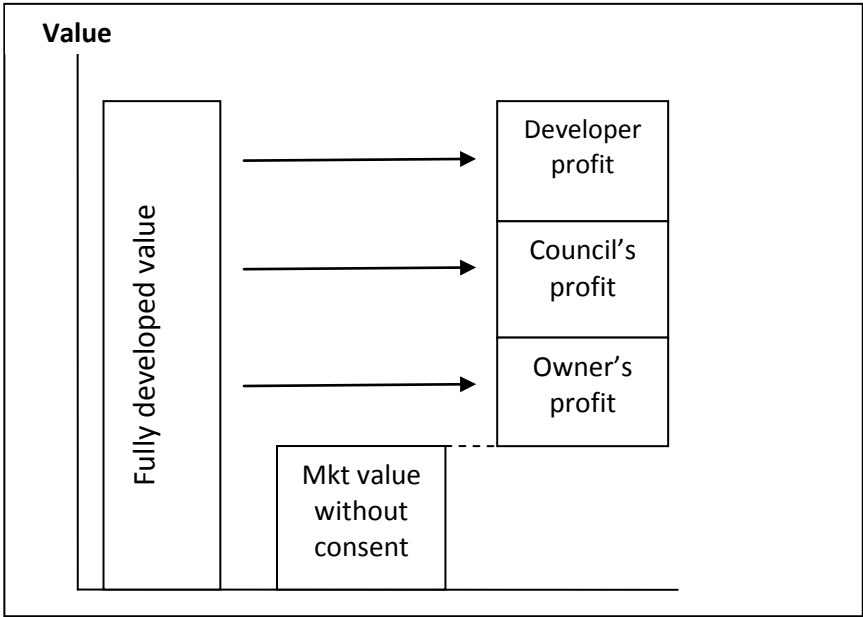 Value
Fully developed value
Developer
profit
Council’s
profit
Owner’s
profit
Mkt value
without
consent